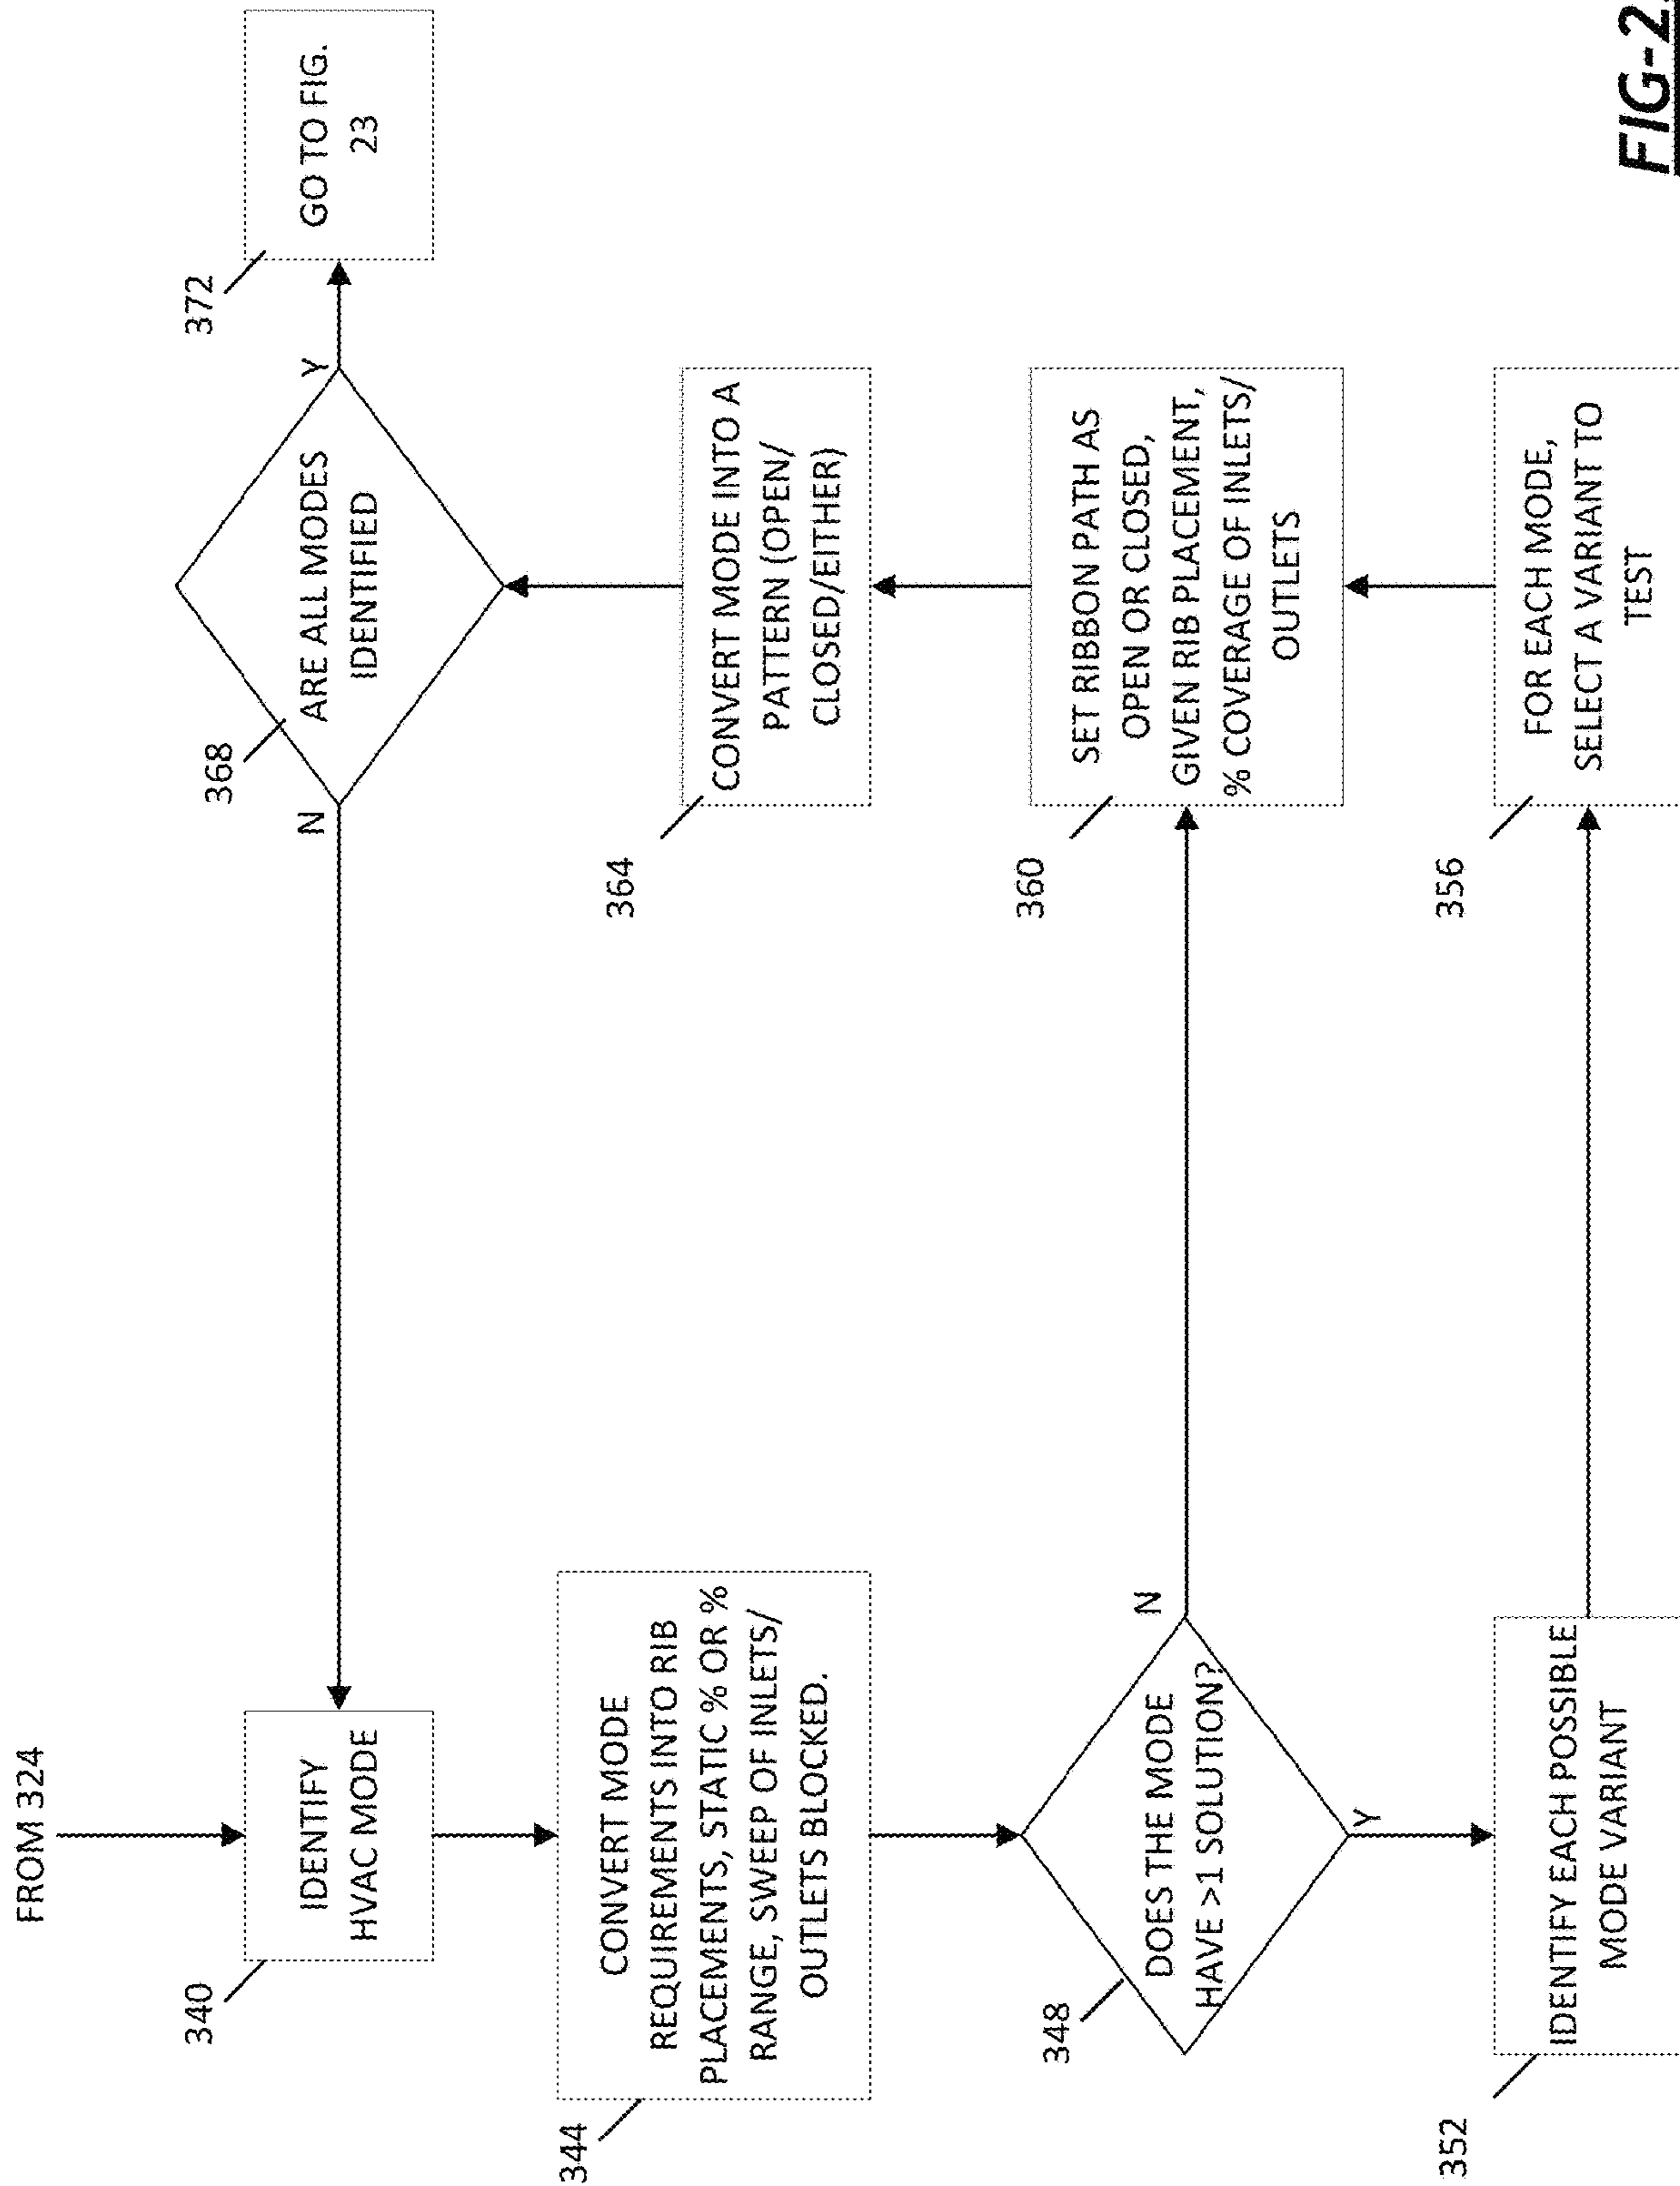 FROM 324
340
IDENTIFY
HVAC MODE
344
CONVERT MODE
REQUIREMENTS INTO RIB
PLACEMENTS, STATIC % OR %
RANGE, SWEEP OF INLETS/
OUTLETS BLOCKED.
348
DOES THE MODE
HAVE >1 SOLUTION?
N
Y
352
IDENTIFY EACH POSSIBLE
MODE VARIANT
356
FOR EACH MODE,
SELECT A VARIANT TO
TEST
360
SET RIBBON PATH AS
OPEN OR CLOSED,
GIVEN RIB PLACEMENT,
% COVERAGE OF INLETS/
OUTLETS
364
CONVERT MODE INTO A
PATTERN (OPEN/
CLOSED/EITHER)
368
ARE ALL MODES
IDENTIFIED
N
Y
372
GO TO FIG.
23
FIG-2